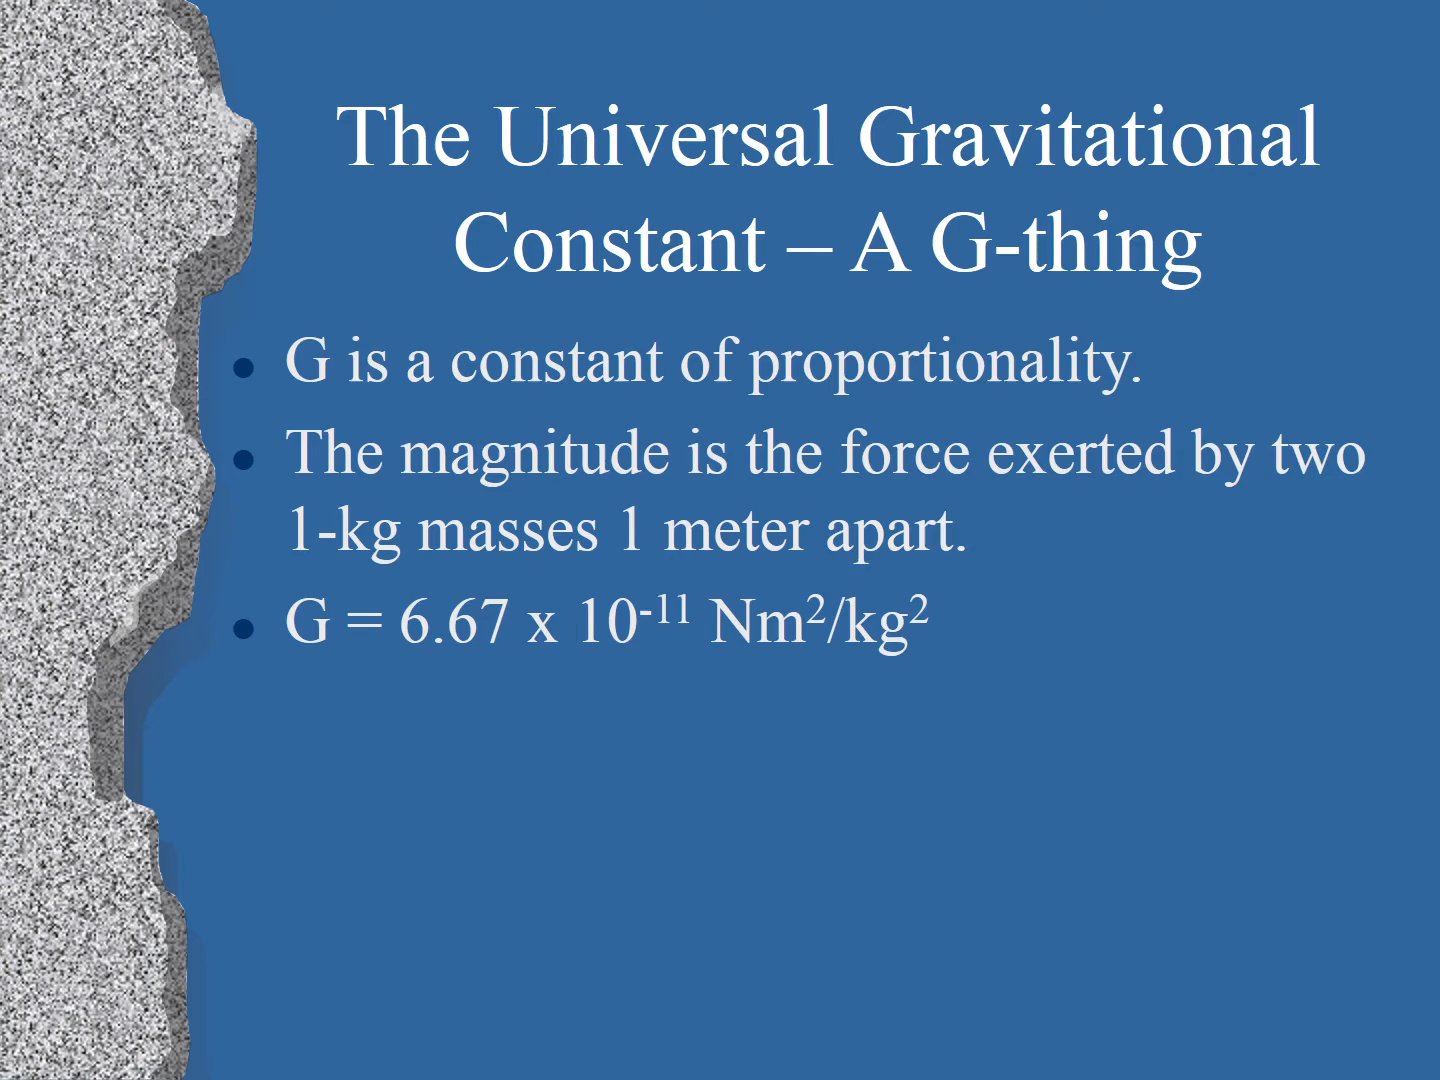 The Universal Gravitational
Constant – A G-thing
• G is a constant of proportionality.
• The magnitude is the force exerted by two
1-kg masses 1 meter apart.
• G = 6.67 x 10⁻¹¹ Nm²/kg²